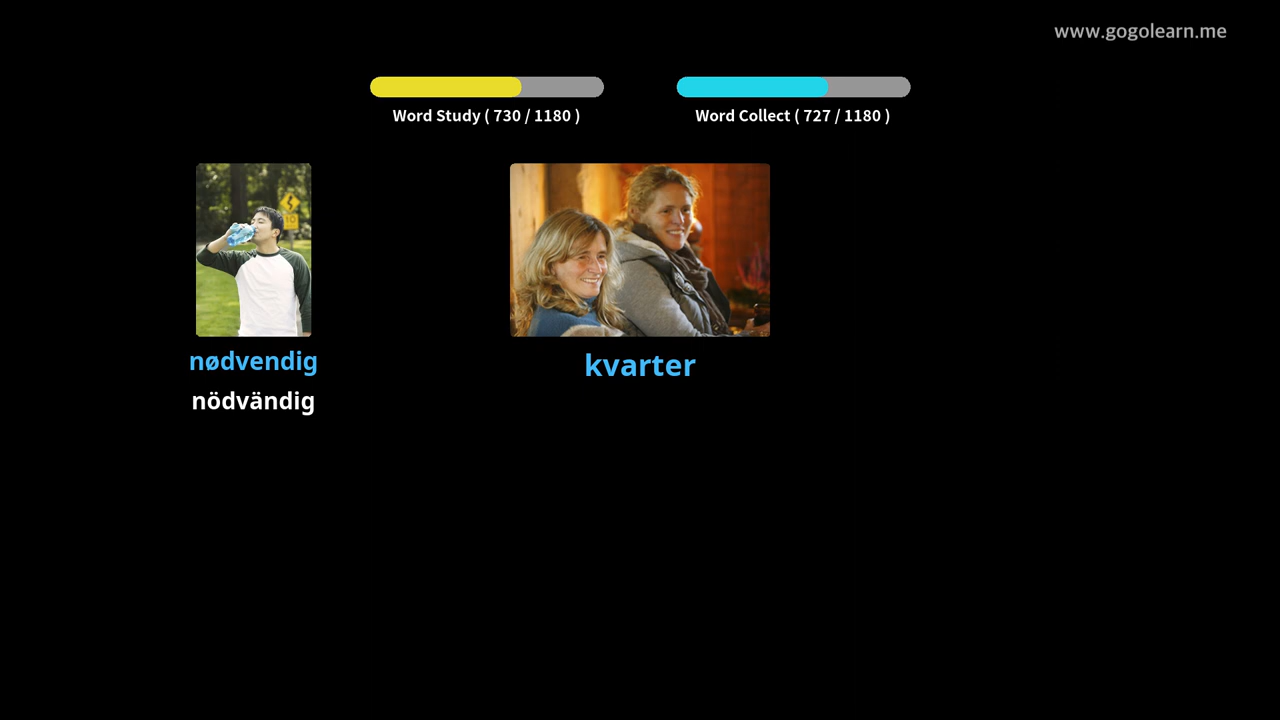 www.gogolearn.me
Word Study ( 730 / 1180 )
Word Collect ( 727 / 1180 )
nødvendig
nödvändig
kvarter